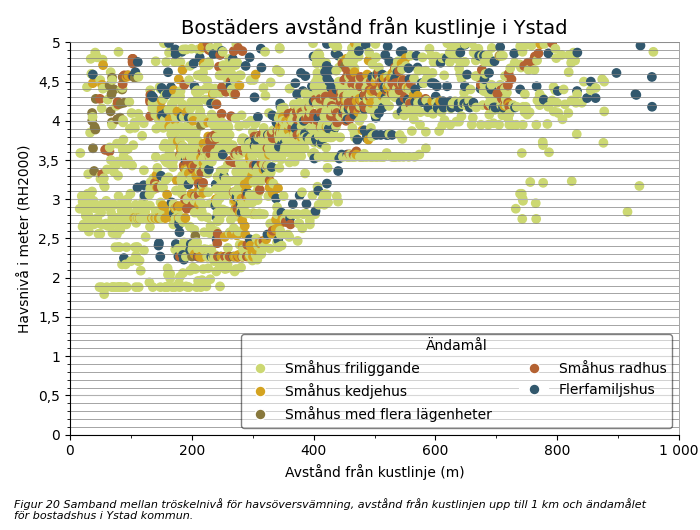 Bostäders avstånd från kustlinje i Ystad
Havsnivå i meter (RH2000)
5
4,5
4
3,5
3
2,5
2
1,5
1
0,5
0
Ändamål
Småhus friliggande
Småhus kedjehus
Småhus med flera lägenheter
Småhus radhus
Flerfamiljshus
0 200 400 600 800 1 000
Avstånd från kustlinje (m)
Figur 20 Samband mellan tröskelnivå för havsöversvämning, avstånd från kustlinjen upp till 1 km och ändamålet
för bostadshus i Ystad kommun.